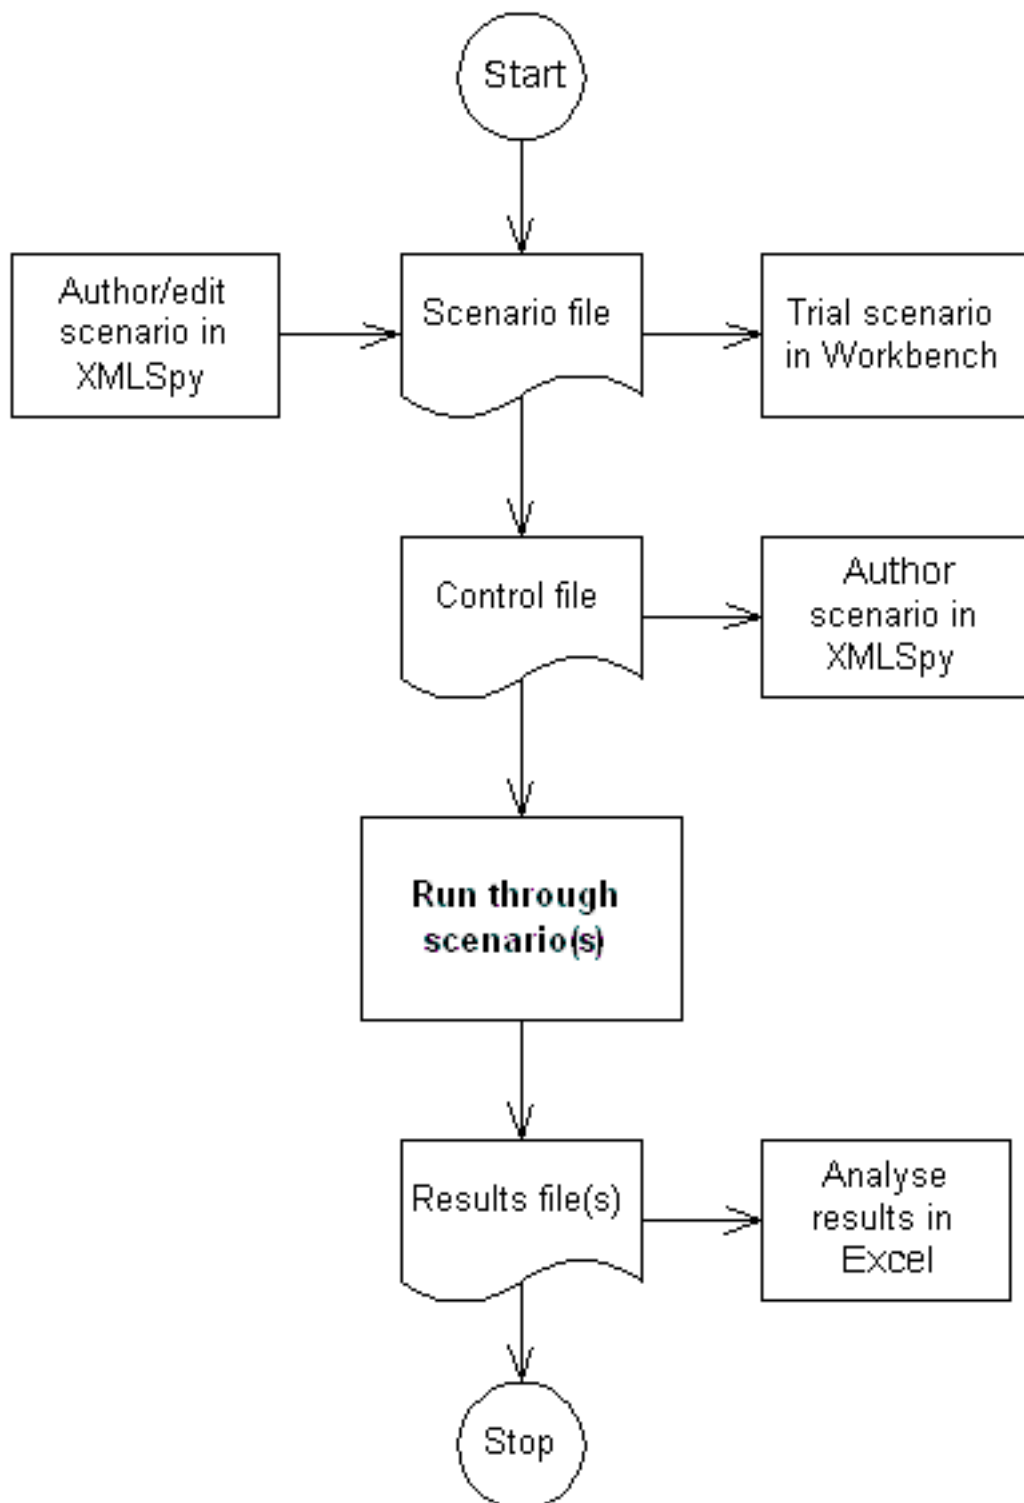 Start
Author/edit
scenario in
XMLSpy
Scenario file
Trial scenario
in Workbench
Control file
Author
scenario in
XMLSpy
Run through
scenario(s)
Results file(s)
Analyse
results in
Excel
Stop